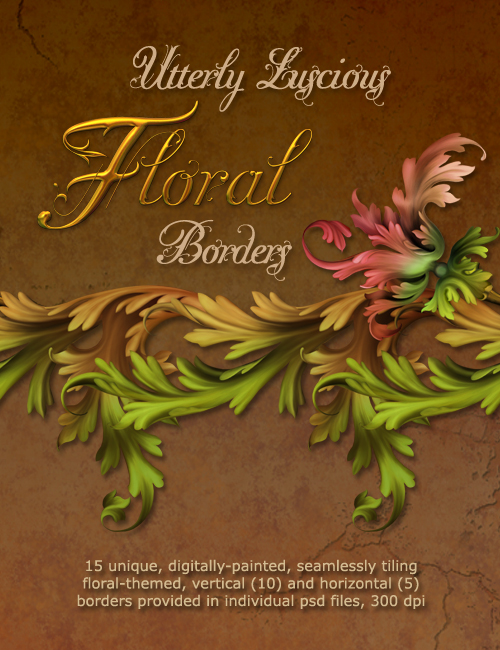 Utterly Luscious
Floral
Borders
15 unique, digitally-painted, seamlessly tiling
floral-themed, vertical (10) and horizontal (5)
borders provided in individual psd files, 300 dpi